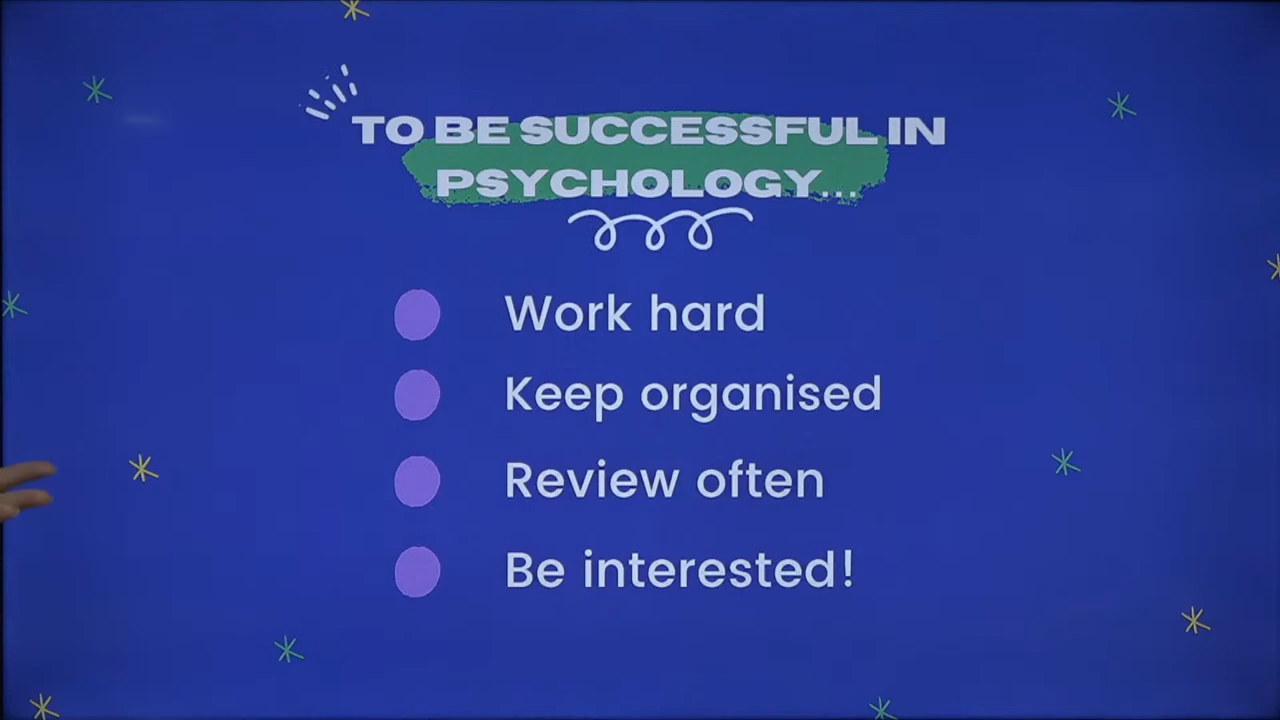 TO BE SUCCESSFUL IN
PSYCHOLOGY...
Work hard
Keep organised
Review often
Be interested!